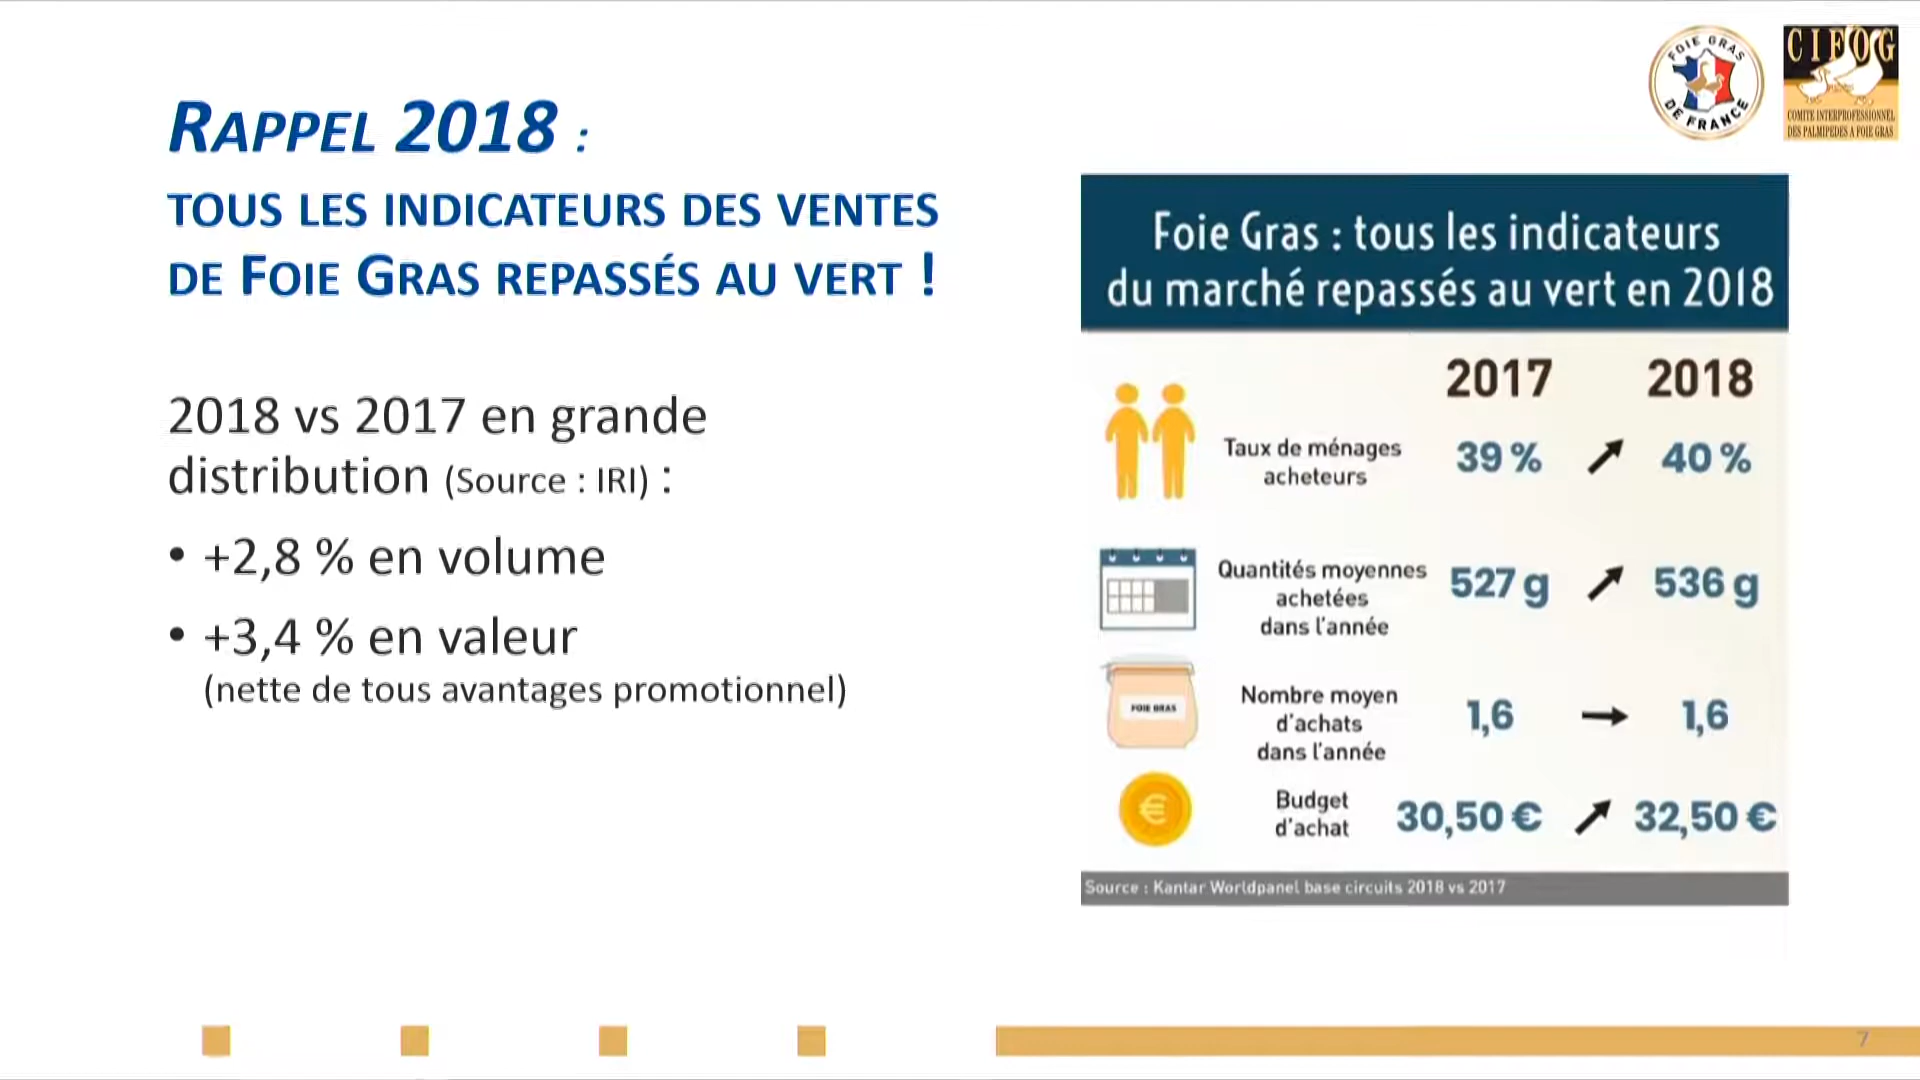 FOIE GRAS
DE FRANCE
CIFOG
COMITE INTERPROFESSIONNEL
DES PALMIPEDES A FOIE GRAS
RAPPEL 2018 :
TOUS LES INDICATEURS DES VENTES
DE FOIE GRAS REPASSÉS AU VERT !
2018 vs 2017 en grande
distribution (Source : IRI) :
• +2,8 % en volume
• +3,4 % en valeur
(nette de tous avantages promotionnel)
Foie Gras : tous les indicateurs
du marché repassés au vert en 2018
2017 2018
Taux de ménages
acheteurs
39 % 40 %
Quantités moyennes
achetées
dans l'année
527 g 536 g
FOIE GRAS
Nombre moyen
d'achats
dans l'année
1,6 1,6
€
Budget
d'achat
30,50 € 32,50 €
Source : Kantar Worldpanel base circuits 2018 vs 2017
7